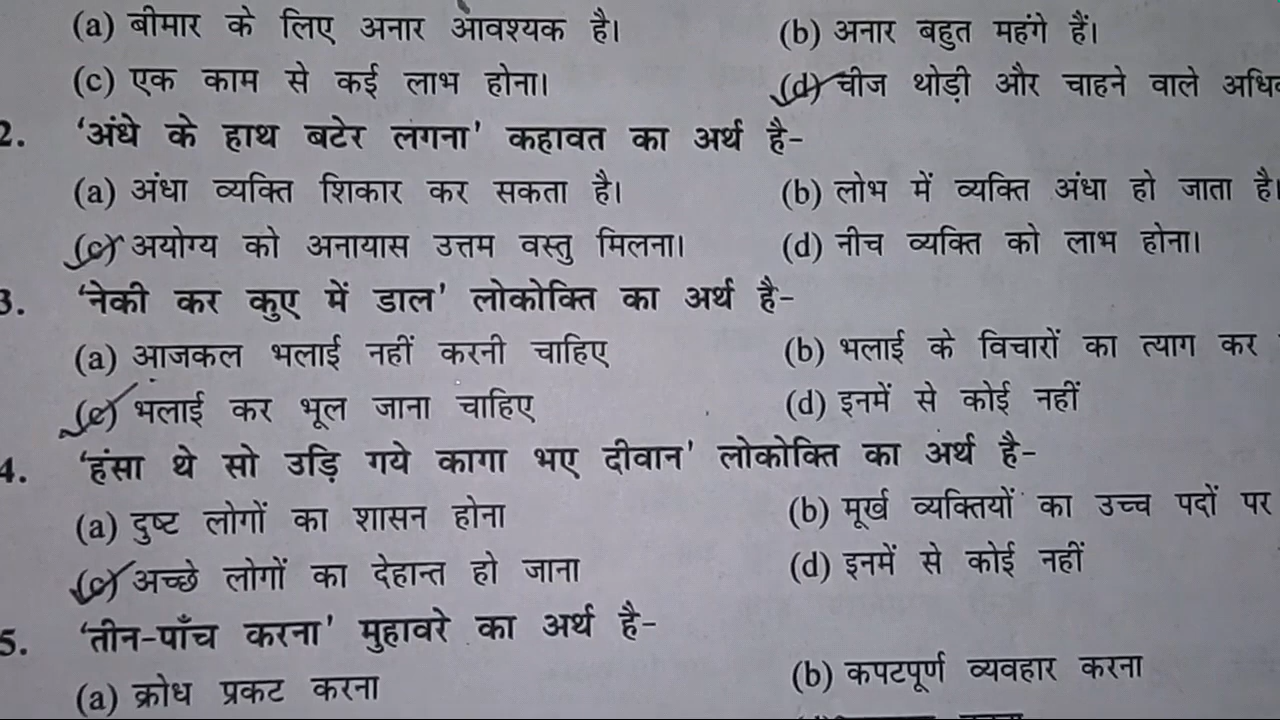 (a) बीमार के लिए अनार आवश्यक है। (b) अनार बहुत महंगे हैं।
(c) एक काम से कई लाभ होना। (d) चीज थोड़ी और चाहने वाले
2. 'अंधे के हाथ बटेर लगना' कहावत का अर्थ है-
(a) अंधा व्यक्ति शिकार कर सकता है। (b) लोभ में व्यक्ति अंधा हो जाता है।
(c) अयोग्य को अनायास उत्तम वस्तु मिलना। (d) नीच व्यक्ति को लाभ होना।
3. 'नेकी कर कुए में डाल' लोकोक्ति का अर्थ है-
(a) आजकल भलाई नहीं करनी चाहिए (b) भलाई के विचारों का त्याग कर
(c) भलाई कर भूल जाना चाहिए (d) इनमें से कोई नहीं
4. 'हंसा थे सो उड़ि गये कागा भए दीवान' लोकोक्ति का अर्थ है-
(a) दुष्ट लोगों का शासन होना (b) मूर्ख व्यक्तियों का उच्च पदों पर
(c) अच्छे लोगों का देहान्त हो जाना (d) इनमें से कोई नहीं
5. 'तीन-पाँच करना' मुहावरे का अर्थ है-
(a) क्रोध प्रकट करना (b) कपटपूर्ण व्यवहार करना